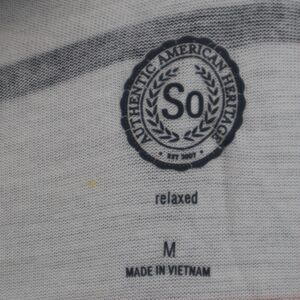 AUTHENTIC AMERICAN HERITAGE
So
EST 2007
relaxed
M
MADE IN VIETNAM